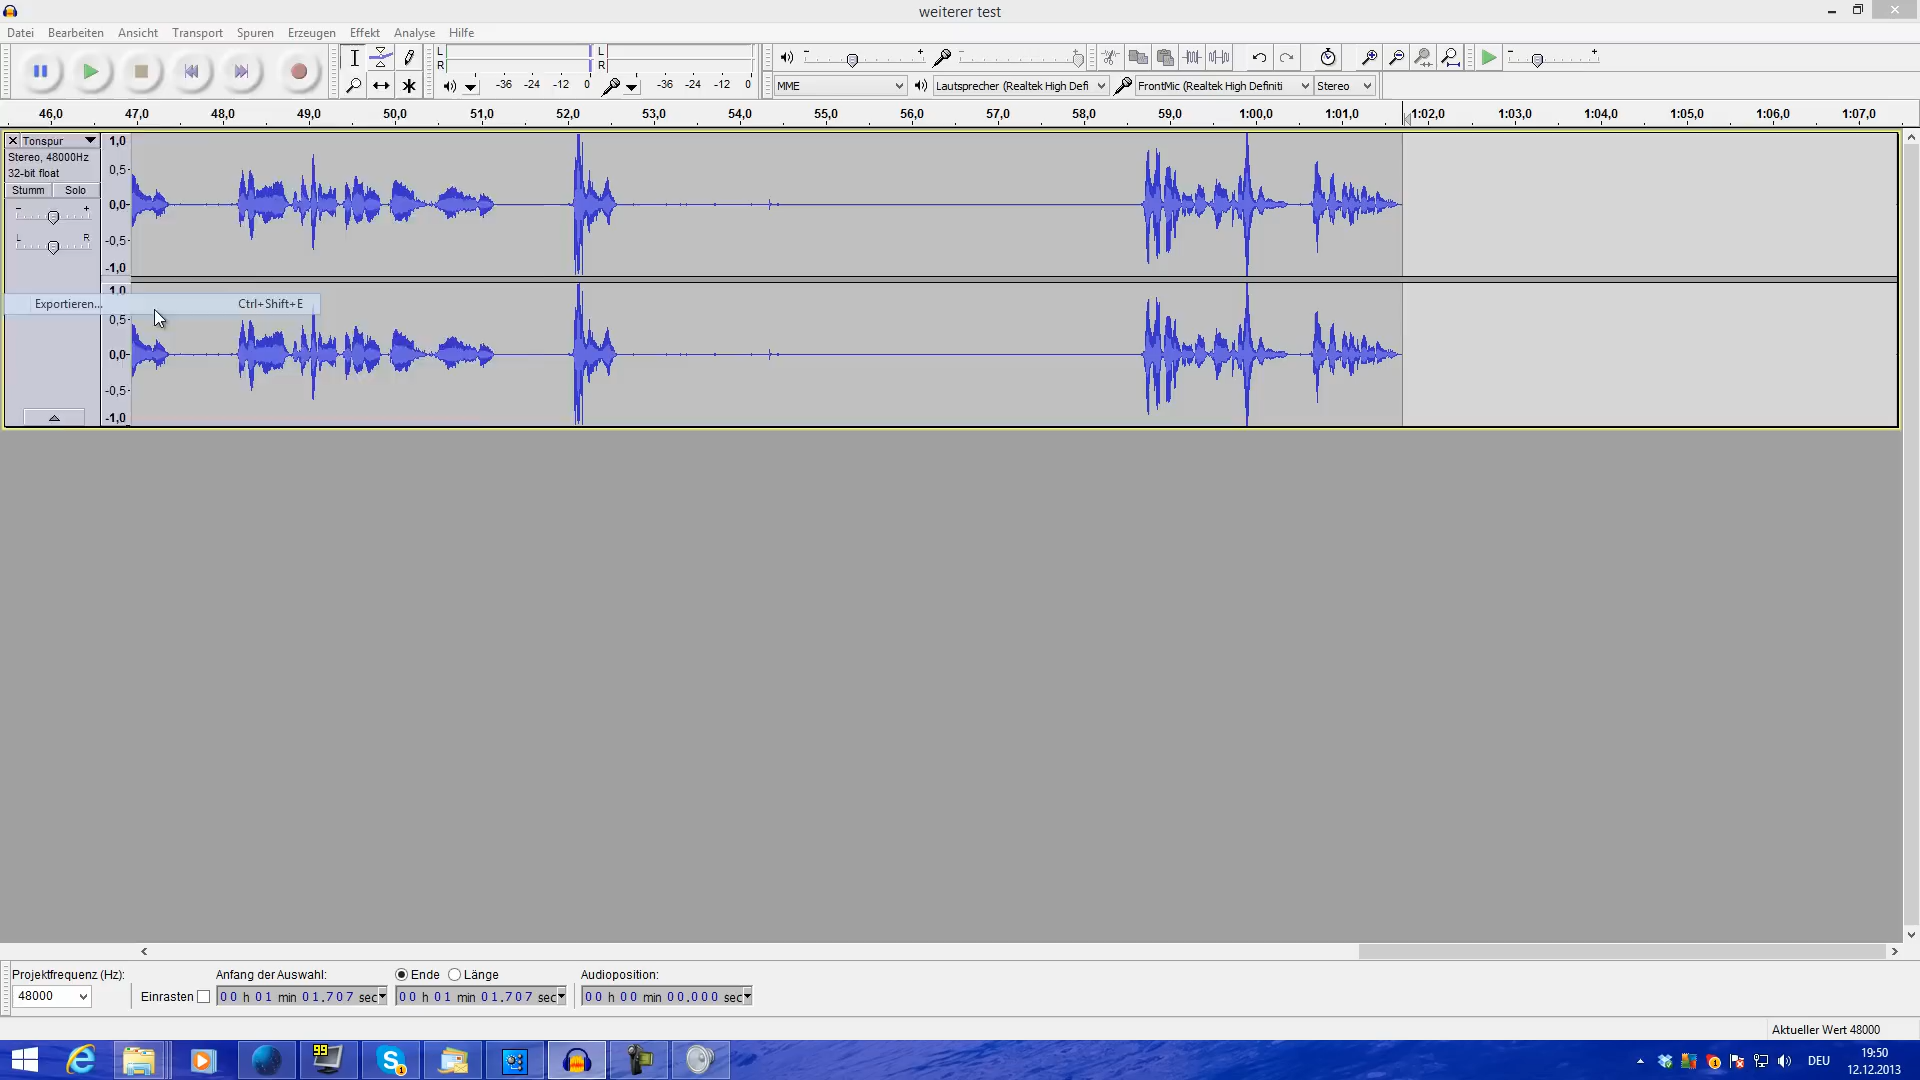 weiterer test
Datei Bearbeiten Ansicht Transport Spuren Erzeugen Effekt Analyse Hilfe
L R -36 -24 -12 0 L R -36 -24 -12 0
MME Lautsprecher (Realtek High Defi FrontMic (Realtek High Definiti Stereo
46,0 47,0 48,0 49,0 50,0 51,0 52,0 53,0 54,0 55,0 56,0 57,0 58,0 59,0 1:00,0 1:01,0 1:02,0 1:03,0 1:04,0 1:05,0 1:06,0 1:07,0
Tonspur
Stereo, 48000Hz
32-bit float
Stumm Solo
- +
L R
1,0
0,5-
0,0-
-0,5-
-1,0
Exportieren... Ctrl+Shift+E
1,0
0,5-
0,0-
-0,5-
-1,0
Projektfrequenz (Hz): Anfang der Auswahl: Ende Länge Audioposition:
48000 Einrasten 00 h 01 min 01.707 sec 00 h 01 min 01.707 sec 00 h 00 min 00.000 sec
Aktueller Wert 48000
99
DEU
19:50
12.12.2013